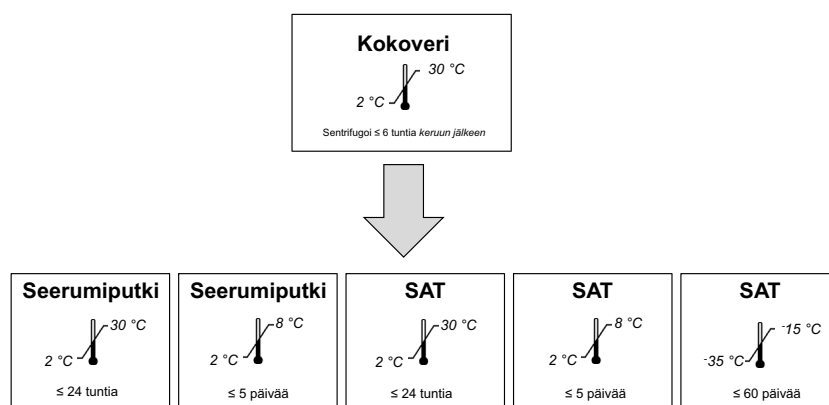 Kokoveri
30 °C
2 °C
Sentrifugoi ≤ 6 tuntia keruun jälkeen
Seerumiputki
30 °C
2 °C
≤ 24 tuntia
Seerumiputki
8 °C
2 °C
≤ 5 päivää
SAT
30 °C
2 °C
≤ 24 tuntia
SAT
8 °C
2 °C
≤ 5 päivää
SAT
-15 °C
-35 °C
≤ 60 päivää